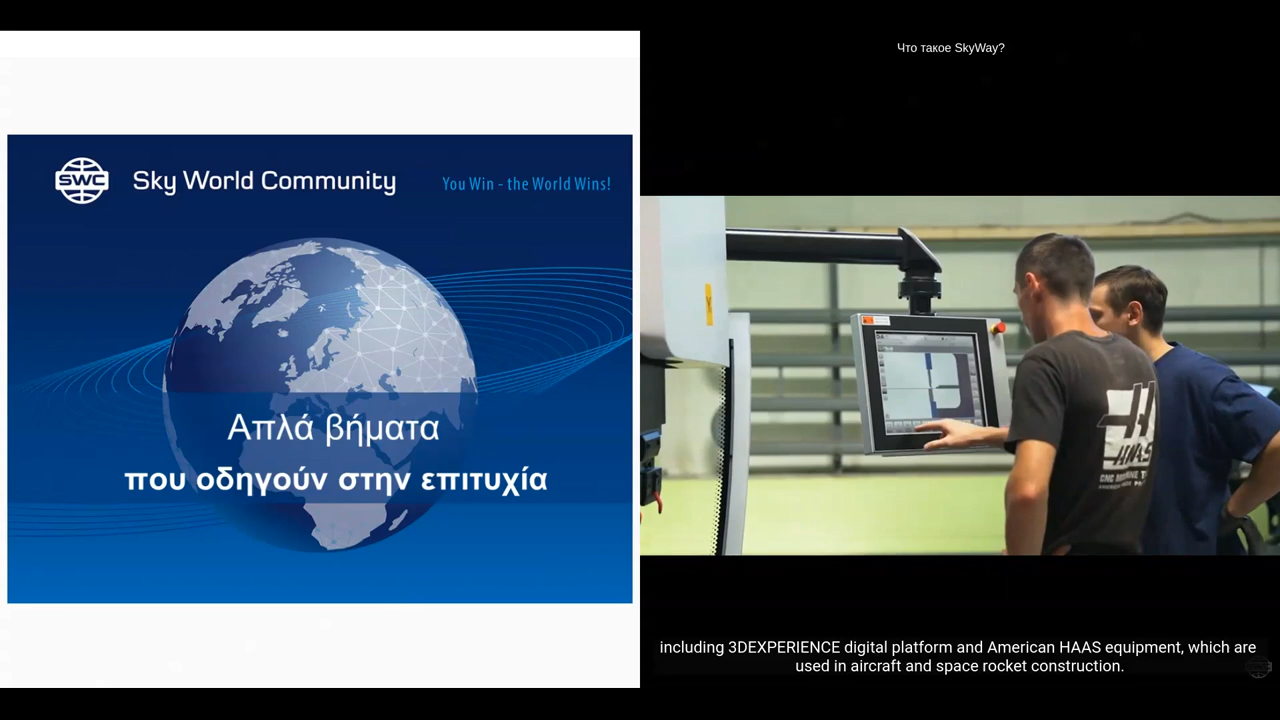 SWC
Sky World Community
You Win - the World Wins!
Απλά βήματα
που οδηγούν στην επιτυχία
Что такое SkyWay?
HAAS
including 3DEXPERIENCE digital platform and American HAAS equipment, which are
used in aircraft and space rocket construction.